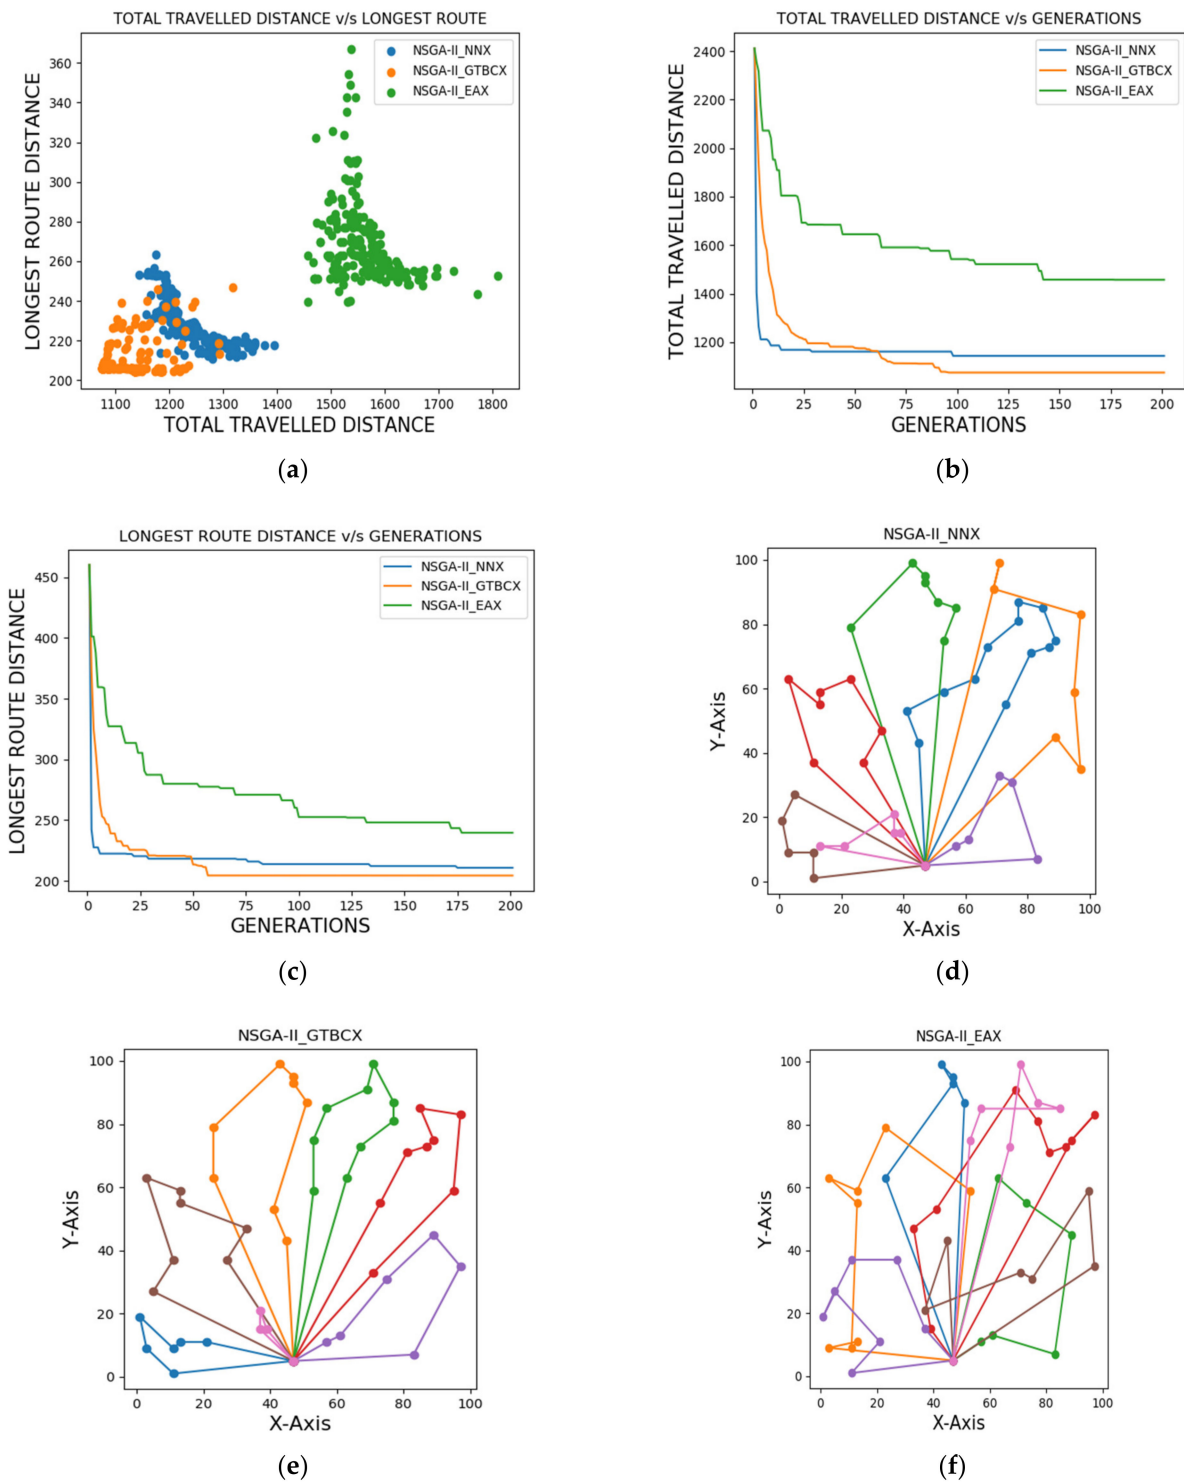 TOTAL TRAVELLED DISTANCE v/s LONGEST ROUTE
360
340
320
300
280
260
240
220
200
LONGEST ROUTE DISTANCE
NSGA-II_NNX
NSGA-II_GTBCX
NSGA-II_EAX
1100 1200 1300 1400 1500 1600 1700 1800
TOTAL TRAVELLED DISTANCE
(a)
TOTAL TRAVELLED DISTANCE v/s GENERATIONS
2400
2200
2000
1800
1600
1400
1200
TOTAL TRAVELLED DISTANCE
NSGA-II_NNX
NSGA-II_GTBCX
NSGA-II_EAX
0 25 50 75 100 125 150 175 200
GENERATIONS
(b)
LONGEST ROUTE DISTANCE v/s GENERATIONS
450
400
350
300
250
200
LONGEST ROUTE DISTANCE
NSGA-II_NNX
NSGA-II_GTBCX
NSGA-II_EAX
0 25 50 75 100 125 150 175 200
GENERATIONS
(c)
NSGA-II_NNX
100
80
60
40
20
0
Y-Axis
0 20 40 60 80 100
X-Axis
(d)
NSGA-II_GTBCX
100
80
60
40
20
0
Y-Axis
0 20 40 60 80 100
X-Axis
(e)
NSGA-II_EAX
100
80
60
40
20
0
Y-Axis
0 20 40 60 80 100
X-Axis
(f)